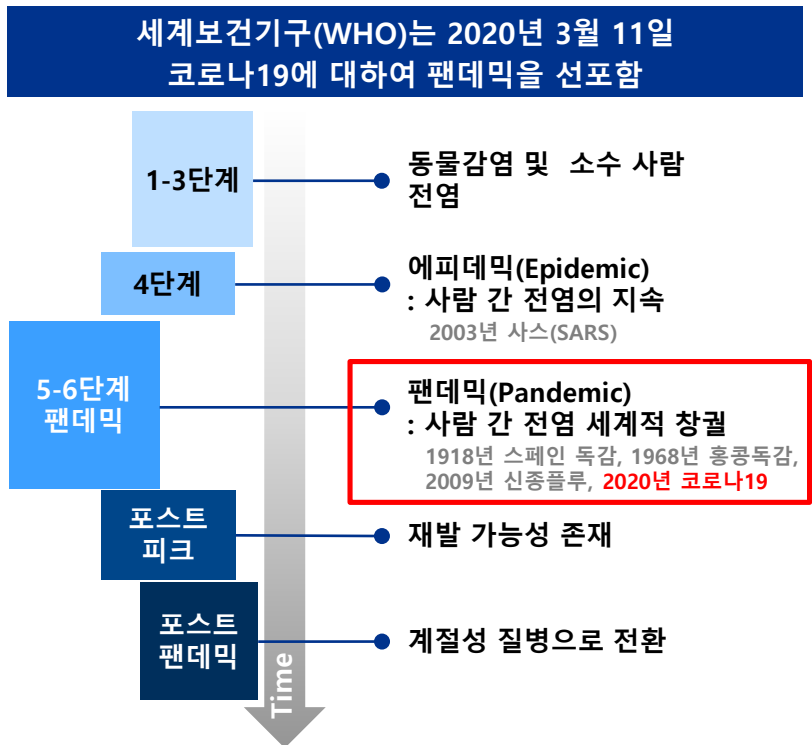 세계보건기구(WHO)는 2020년 3월 11일
코로나19에 대하여 팬데믹을 선포함
1-3단계
동물감염 및 소수 사람
전염
4단계
에피데믹(Epidemic)
: 사람 간 전염의 지속
2003년 사스(SARS)
5-6단계
팬데믹
팬데믹(Pandemic)
: 사람 간 전염 세계적 창궐
1918년 스페인 독감, 1968년 홍콩독감,
2009년 신종플루, 2020년 코로나19
포스트
피크
재발 가능성 존재
포스트
팬데믹
계절성 질병으로 전환
Time